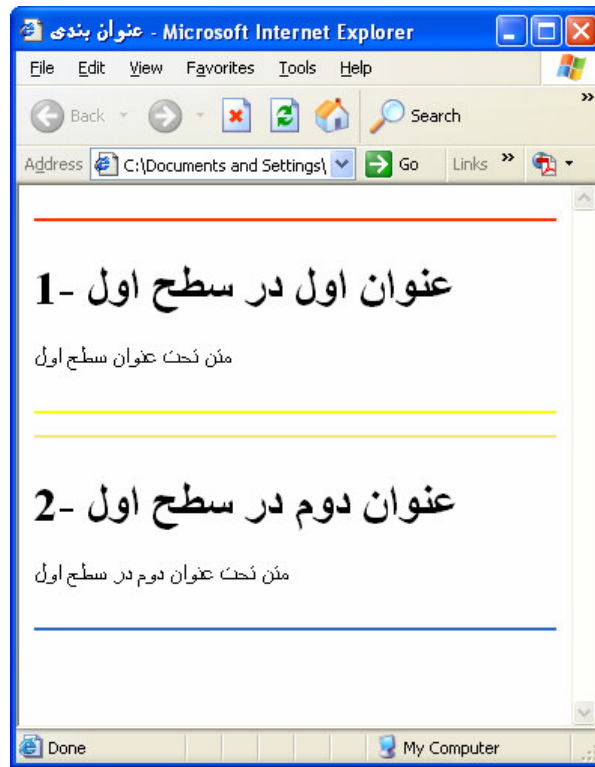 عنوان بندی - Microsoft Internet Explorer
File Edit View Favorites Tools Help »
Back Search »
Address C:\Documents and Settings\ Go Links »
1- عنوان اول در سطح اول
متن تحت عنوان سطح اول
2- عنوان دوم در سطح اول
متن تحت عنوان دوم در سطح اول
Done My Computer